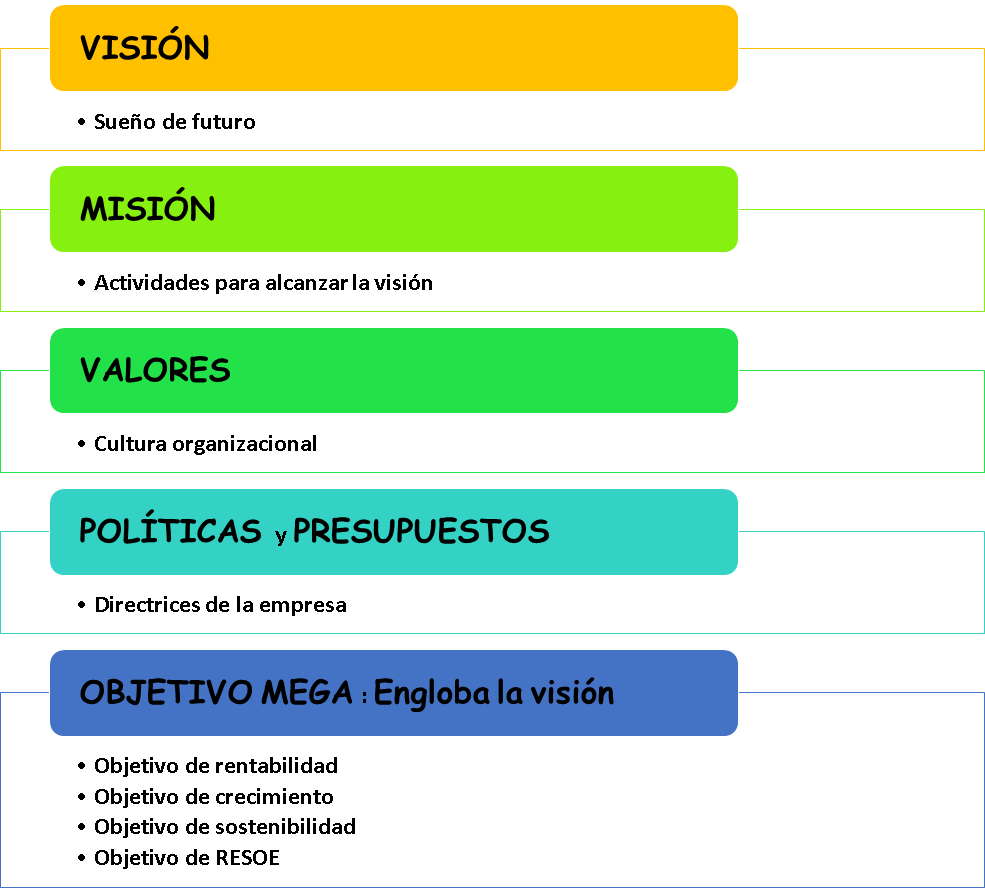 VISIÓN
• Sueño de futuro
MISIÓN
• Actividades para alcanzar la visión
VALORES
• Cultura organizacional
POLÍTICAS y PRESUPUESTOS
• Directrices de la empresa
OBJETIVO MEGA : Engloba la visión
• Objetivo de rentabilidad
• Objetivo de crecimiento
• Objetivo de sostenibilidad
• Objetivo de RESOE